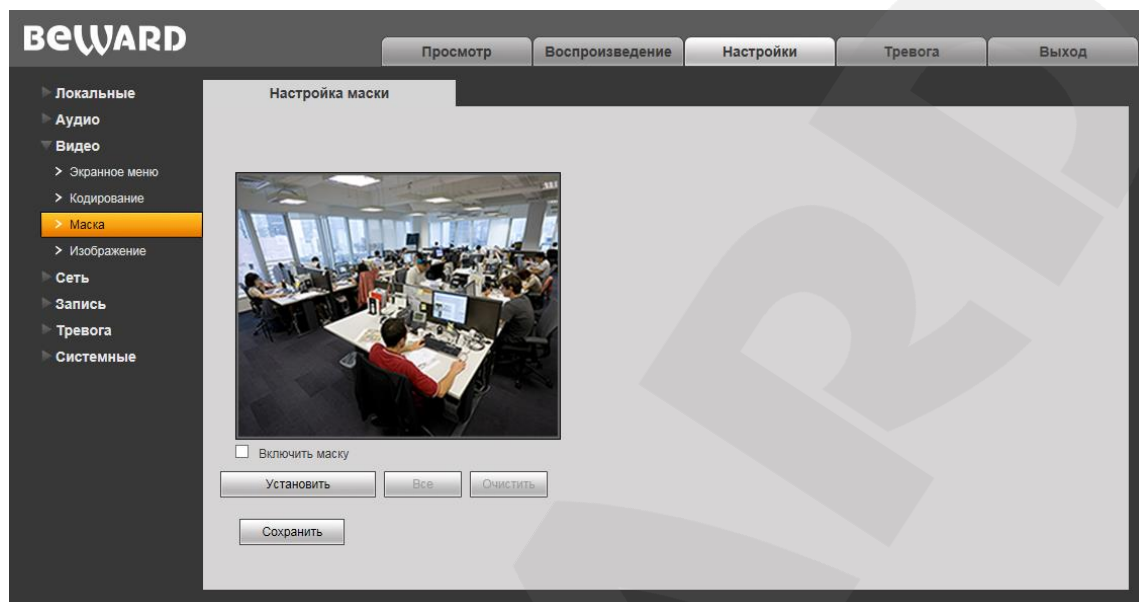 BEWARD
Просмотр Воспроизведение Настройки Тревога Выход
Локальные
Аудио
Видео
> Экранное меню
> Кодирование
> Маска
> Изображение
Сеть
Запись
Тревога
Системные
Настройка маски
Включить маску
Установить Все Очистить
Сохранить